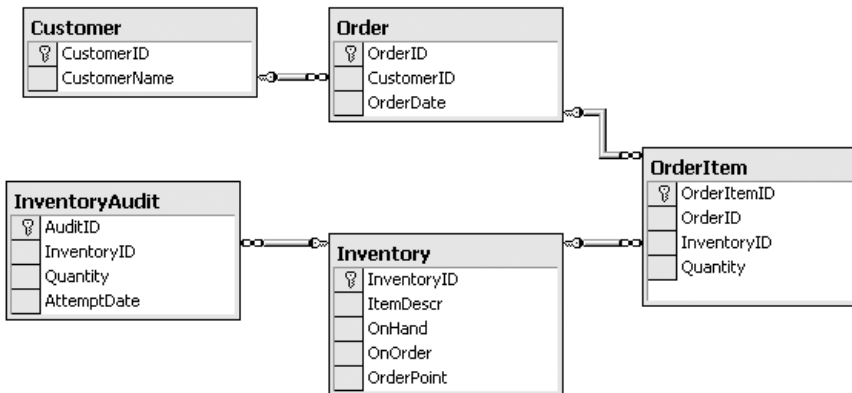 Customer
CustomerID
CustomerName
Order
OrderID
CustomerID
OrderDate
OrderItem
OrderItemID
OrderID
InventoryID
Quantity
InventoryAudit
AuditID
InventoryID
Quantity
AttemptDate
Inventory
InventoryID
ItemDescr
OnHand
OnOrder
OrderPoint